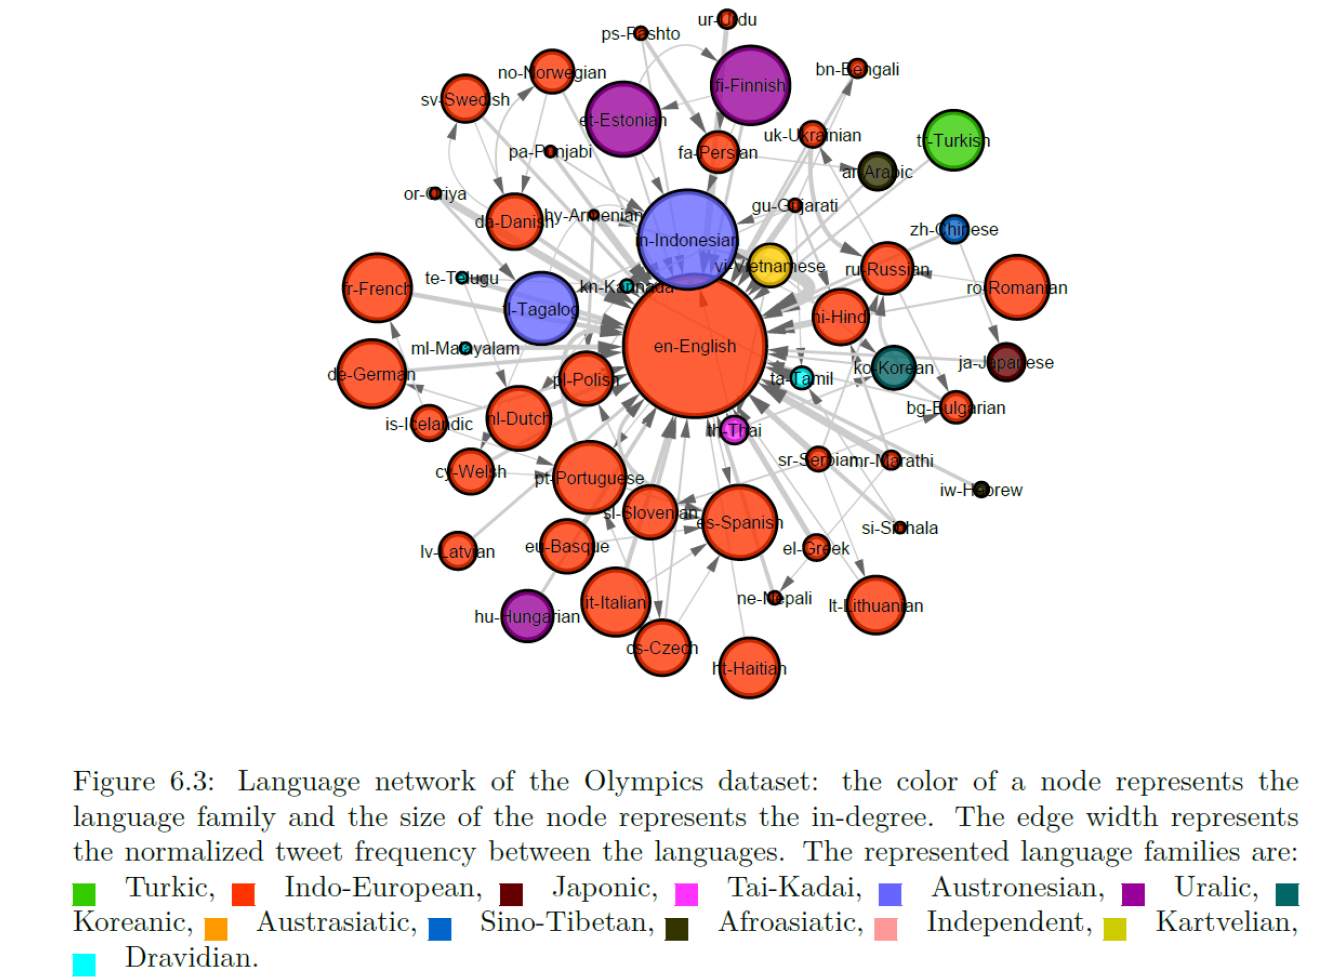 ur-Urdu
ps-Pashto
no-Norwegian
bn-Bengali
fi-Finnish
sv-Swedish
et-Estonian
uk-Ukrainian
tr-Turkish
pa-Punjabi
fa-Persian
ar-Arabic
or-Oriya
gu-Gujarati
hy-Armenian
da-Danish
zh-Chinese
in-Indonesian
vi-Vietnamese
ru-Russian
te-Telugu
kn-Kannada
fr-French
ro-Romanian
tl-Tagalog
hi-Hindi
en-English
ml-Malayalam
ja-Japanese
ko-Korean
de-German
pl-Polish
ta-Tamil
bg-Bulgarian
nl-Dutch
is-Icelandic
th-Thai
sr-Serbian
mr-Marathi
cy-Welsh
pt-Portuguese
iw-Hebrew
sl-Slovenian
es-Spanish
si-Sinhala
lv-Latvian
eu-Basque
el-Greek
ne-Nepali
it-Italian
lt-Lithuanian
hu-Hungarian
cs-Czech
ht-Haitian
Figure 6.3: Language network of the Olympics dataset: the color of a node represents the
language family and the size of the node represents the in-degree. The edge width represents
the normalized tweet frequency between the languages. The represented language families are:
Turkic, Indo-European, Japonic, Tai-Kadai, Austronesian, Uralic,
Koreanic, Austrasiatic, Sino-Tibetan, Afroasiatic, Independent, Kartvelian,
Dravidian.